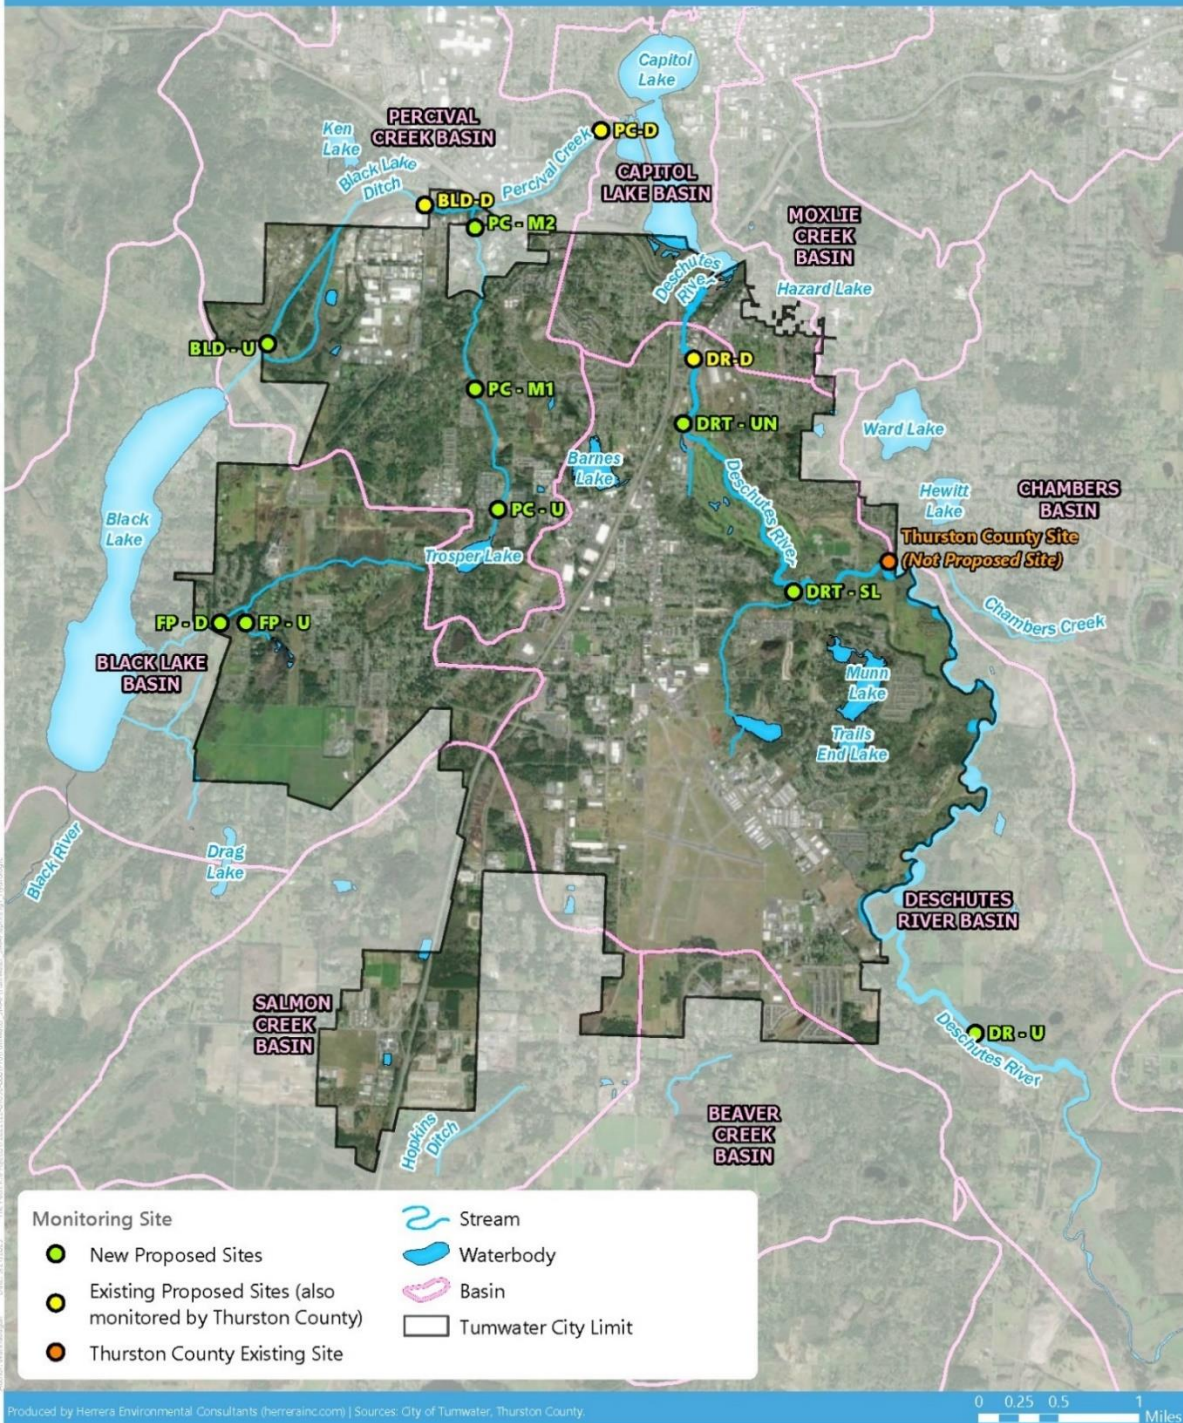 Capitol
Lake
PERCIVAL
CREEK BASIN
Ken
Lake
PC-D
Percival Creek
Black Lake
Ditch
CAPITOL
LAKE BASIN
BLD-D
PC - M2
MOXLIE
CREEK
BASIN
Deschutes
River
Hazard Lake
BLD - U
DR-D
PC - M1
DRT - UN
Ward Lake
Barnes
Lake
Deschutes River
Hewitt
Lake
CHAMBERS
BASIN
Black
Lake
PC - U
Thurston County Site
(Not Proposed Site)
Trosper Lake
DRT - SL
Chambers Creek
FP - D
FP - U
BLACK LAKE
BASIN
Munn
Lake
Trails
End Lake
Black River
Drag
Lake
DESCHUTES
RIVER BASIN
SALMON
CREEK
BASIN
DR - U
Deschutes River
Hopkins
Ditch
BEAVER
CREEK
BASIN
Monitoring Site
New Proposed Sites
Existing Proposed Sites (also
monitored by Thurston County)
Thurston County Existing Site
Stream
Waterbody
Basin
Tumwater City Limit
Produced by Herrera Environmental Consultants (herrerainc.com) | Sources: City of Tumwater, Thurston County.
0 0.25 0.5 1
Miles